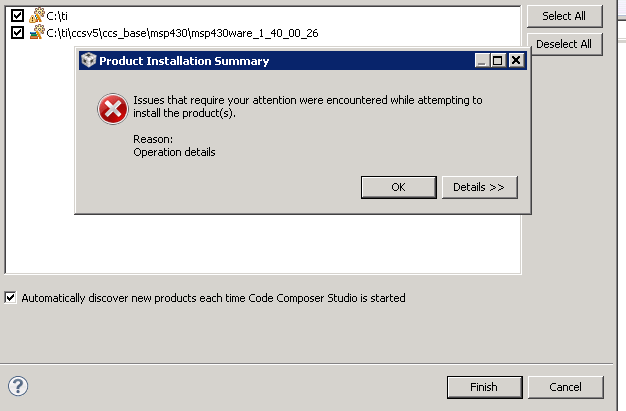 C:\ti
C:\ti\ccsv5\ccs_base\msp430\msp430ware_1_40_00_26
Select All
Deselect All
Product Installation Summary
Issues that require your attention were encountered while attempting to
install the product(s).
Reason:
Operation details
OK
Details >>
Automatically discover new products each time Code Composer Studio is started
?
Finish
Cancel